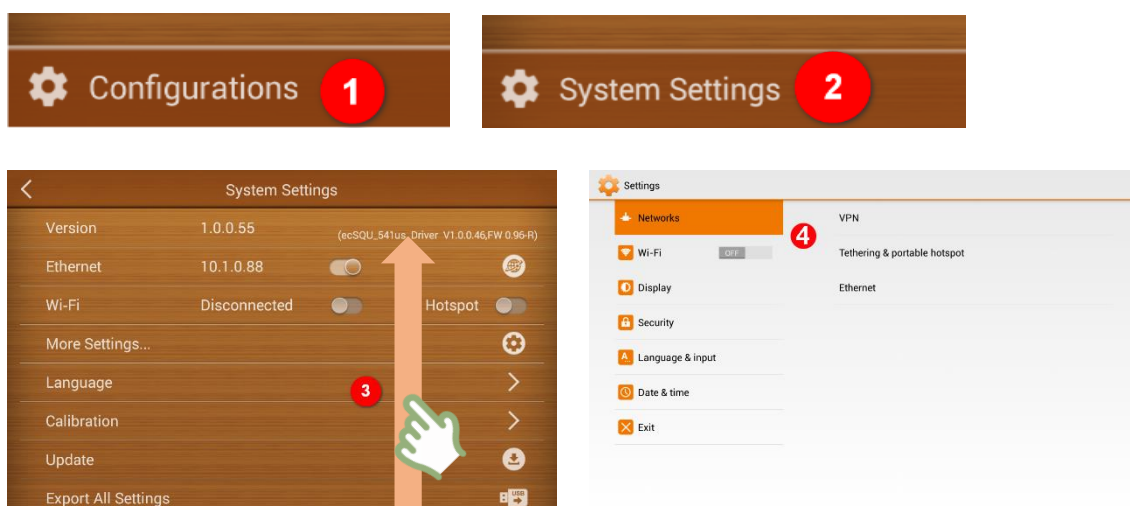 Configurations 1
System Settings 2
System Settings
Version 1.0.0.55 (ecSQU_541us, Driver V1.0.0.46,FW 0.96-R)
Ethernet 10.1.0.88
Wi-Fi Disconnected Hotspot
More Settings...
Language
3
Calibration
Update
Export All Settings USB
Settings
Networks
4
VPN
Wi-Fi OFF
Tethering & portable hotspot
Display
Ethernet
Security
A
Language & input
Date & time
Exit